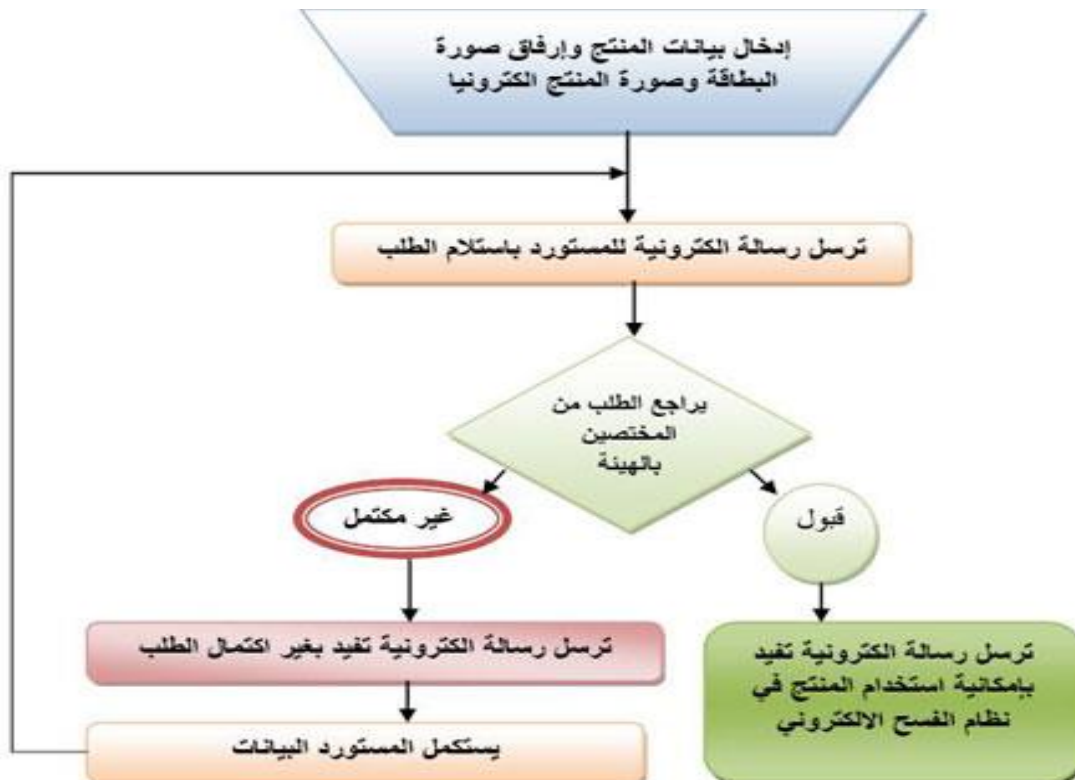 إدخال بيانات المنتج وإرفاق صورة
البطاقة وصورة المنتج الكترونيا
ترسل رسالة الكترونية للمستورد باستلام الطلب
يراجع الطلب من
المختصين
بالهيئة
قبول
غير مكتمل
ترسل رسالة الكترونية تفيد
بإمكانية استخدام المنتج في
نظام الفسح الالكتروني
ترسل رسالة الكترونية تفيد بغير اكتمال الطلب
يستكمل المستورد البيانات